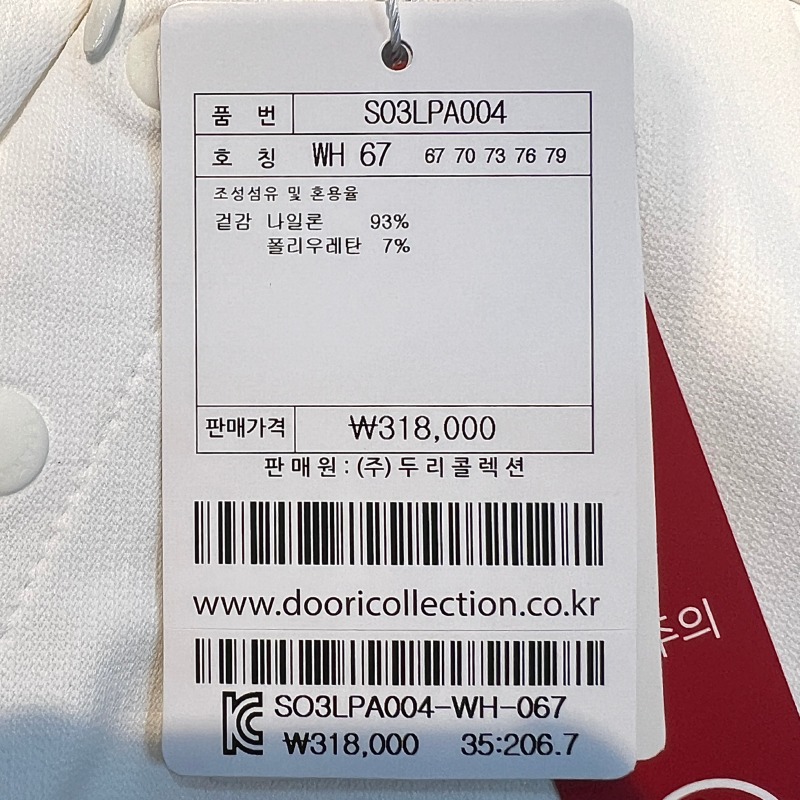 품 번 SO3LPA004
호 칭 WH 67 67 70 73 76 79
조성섬유 및 혼용율
겉감 나일론 93%
폴리우레탄 7%
판매가격 ₩318,000
판매원 : (주)두리콜렉션
www.dooricollection.co.kr
주의
SO3LPA004-WH-067
₩318,000 35:206.7